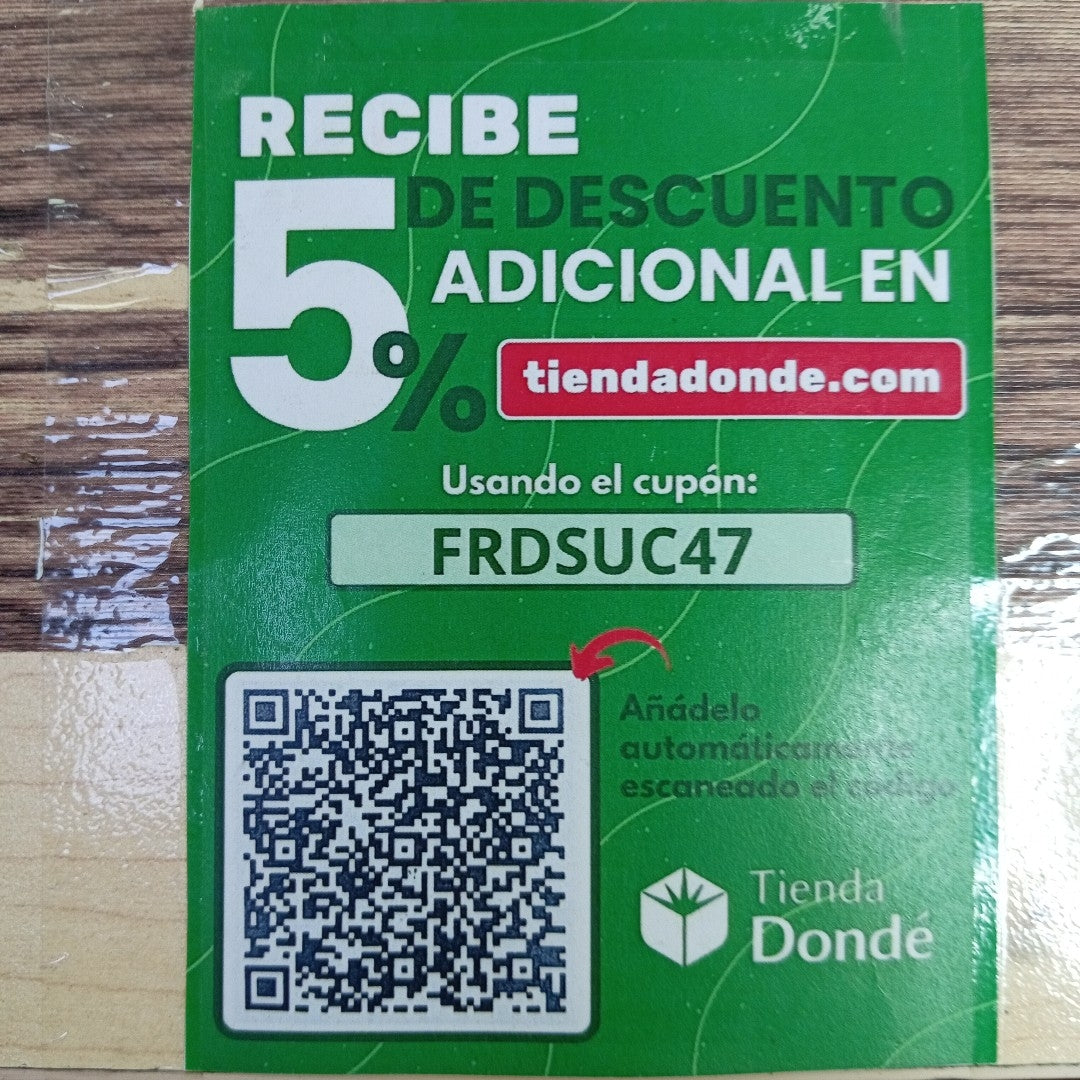 RECIBE
5%
DE DESCUENTO
ADICIONAL EN
tiendadonde.com
Usando el cupón:
FRDSUC47
Añádelo
automáticamente
escaneado el código
Tienda
Dondé